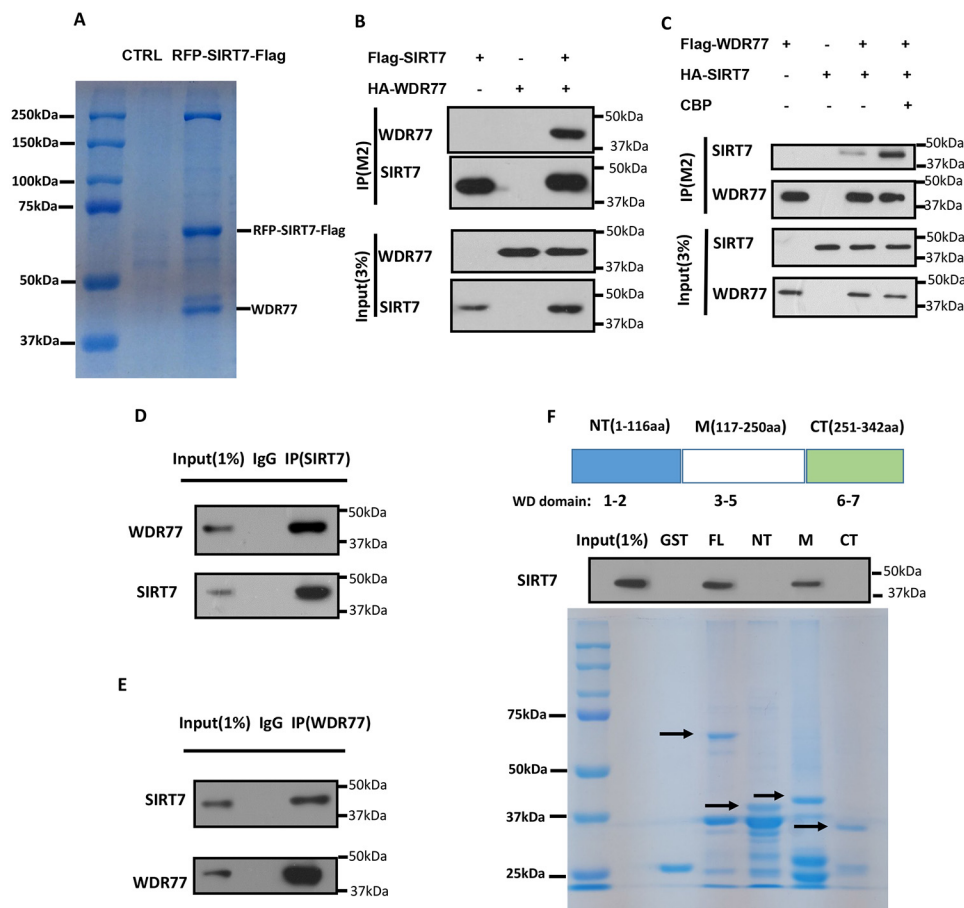 A
CTRL RFP-SIRT7-Flag
250kDa
150kDa
100kDa
75kDa
RFP-SIRT7-Flag
50kDa
WDR77
37kDa
B
Flag-SIRT7 + - +
HA-WDR77 - + +
IP(M2)
WDR77 50kDa
37kDa
SIRT7 50kDa
37kDa
Input(3%)
WDR77 50kDa
37kDa
SIRT7 50kDa
37kDa
C
Flag-WDR77 + - + +
HA-SIRT7 - + + +
CBP - - - +
IP(M2)
SIRT7 50kDa
37kDa
WDR77 50kDa
37kDa
Input(3%)
SIRT7 50kDa
37kDa
WDR77 50kDa
37kDa
D
Input(1%) IgG IP(SIRT7)
WDR77 50kDa
37kDa
SIRT7 50kDa
37kDa
E
Input(1%) IgG IP(WDR77)
SIRT7 50kDa
37kDa
WDR77 50kDa
37kDa
F
NT(1-116aa) M(117-250aa) CT(251-342aa)
WD domain: 1-2 3-5 6-7
Input(1%) GST FL NT M CT
SIRT7 50kDa
37kDa
75kDa
50kDa
37kDa
25kDa